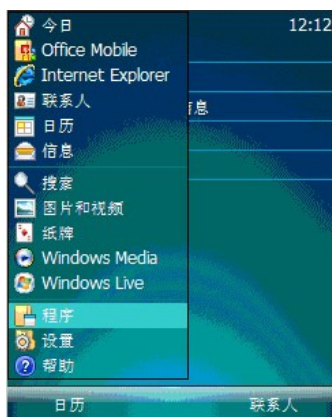 今日
12:12
Office Mobile
Internet Explorer
联系人
息
日历
信息
搜索
图片和视频
纸牌
Windows Media
Windows Live
程序
设置
帮助
日历
联系人